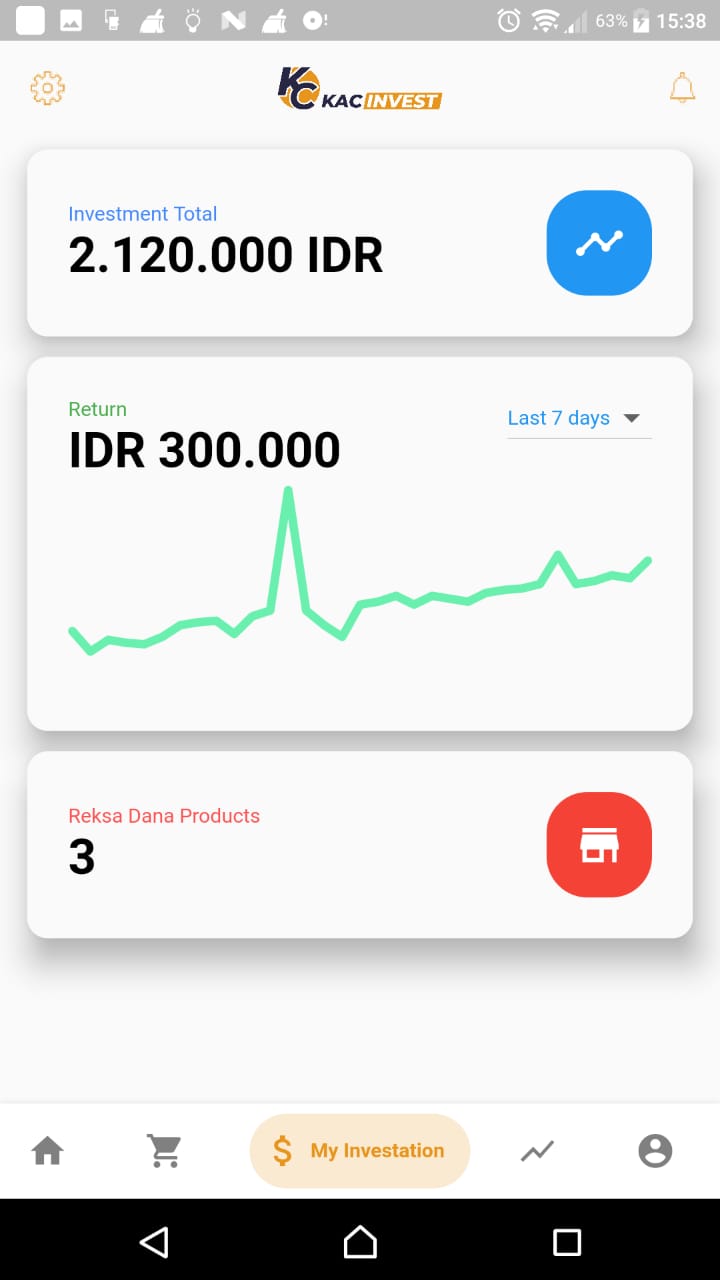 63% 15:38
KC KAC INVEST
Investment Total
2.120.000 IDR
Return
IDR 300.000
Last 7 days
Reksa Dana Products
3
$ My Investation